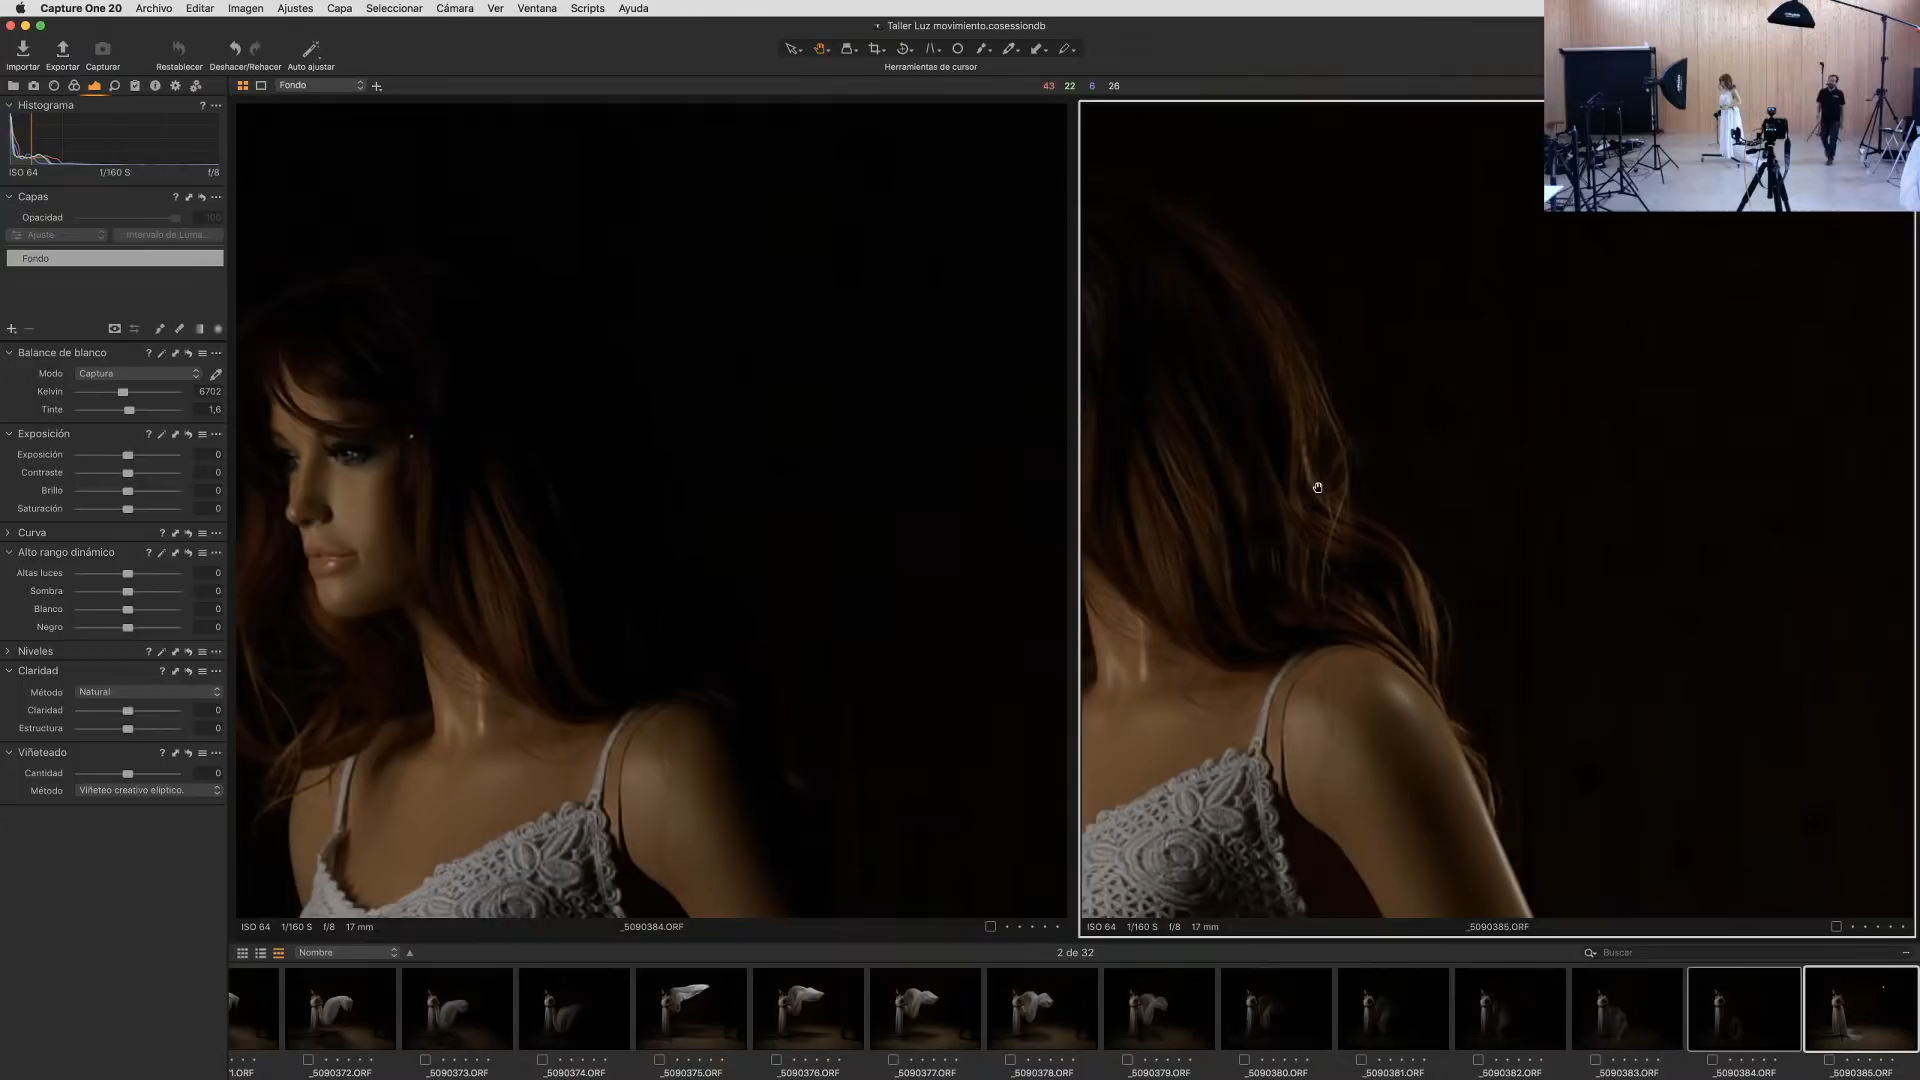 Capture One 20 Archivo Editar Imagen Ajustes Capa Seleccionar Cámara Ver Ventana Scripts Ayuda
Taller Luz movimiento.cosessiondb
Importar Exportar Capturar Restablecer Deshacer/Rehacer Auto ajustar
Herramientas de cursor
Fondo
43 22 6 26
Histograma ?
ISO 64 1/160 S f/8
Capas ?
Opacidad 100
Ajuste Intervalo de Luma...
Fondo
Balance de blanco ?
Modo Captura
Kelvin 6702
Tinte 1,6
Exposición ?
Exposición 0
Contraste 0
Brillo 0
Saturación 0
Curva ?
Alto rango dinámico ?
Altas luces 0
Sombra 0
Blanco 0
Negro 0
Niveles ?
Claridad ?
Método Natural
Claridad 0
Estructura 0
Viñeteado ?
Cantidad 0
Método Viñeteo creativo elíptico.
ISO 64 1/160 S f/8 17 mm _5090384.ORF
ISO 64 1/160 S f/8 17 mm _5090385.ORF
Nombre 2 de 32 Buscar
1.ORF _5090372.ORF _5090373.ORF _5090374.ORF _5090375.ORF _5090376.ORF _5090377.ORF _5090378.ORF _5090379.ORF _5090380.ORF _5090381.ORF _5090382.ORF _5090383.ORF _5090384.ORF _5090385.ORF